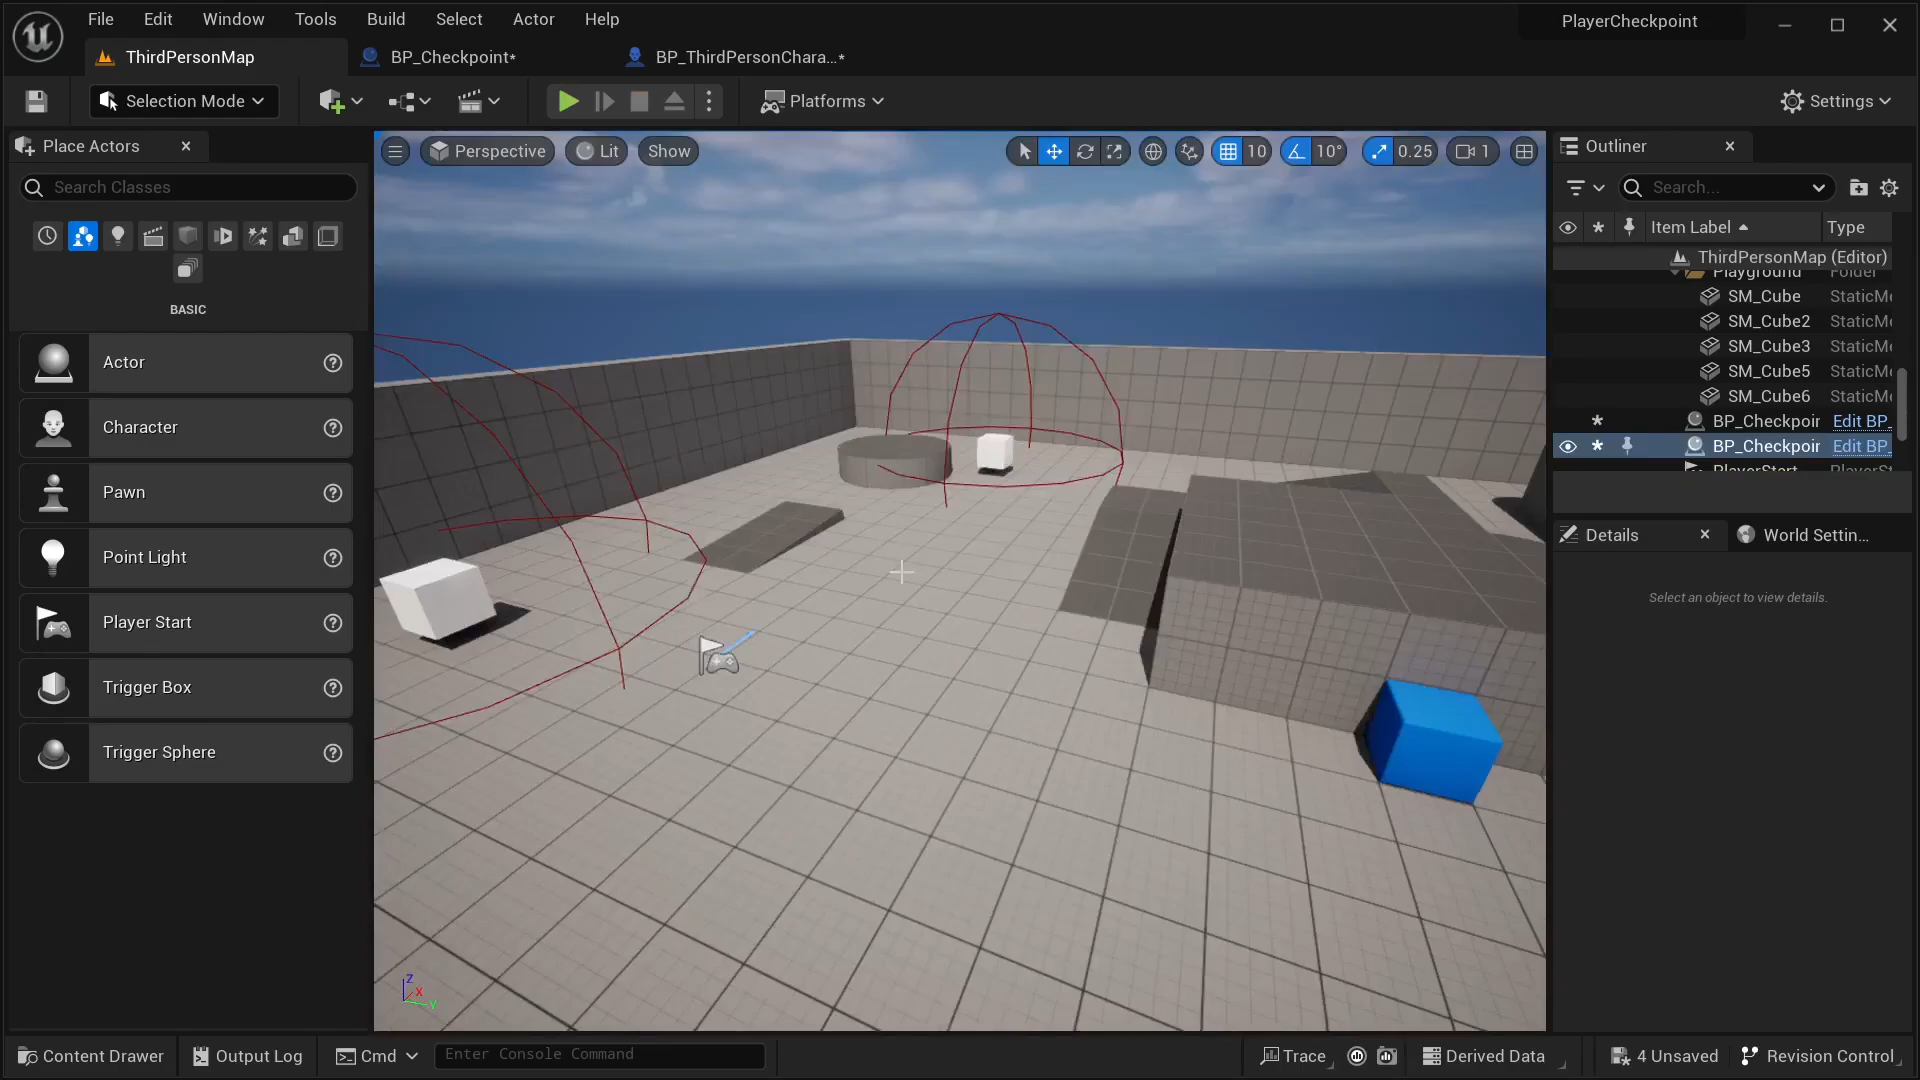 File Edit Window Tools Build Select Actor Help
PlayerCheckpoint
ThirdPersonMap
BP_Checkpoint*
BP_ThirdPersonChara...*
Selection Mode
Platforms
Settings
Place Actors
Search Classes
BASIC
Actor
Character
Pawn
Point Light
Player Start
Trigger Box
Trigger Sphere
Perspective Lit Show
10 10° 0.25 1
Z
X
Y
Outliner
Search...
Item Label Type
ThirdPersonMap (Editor)
Playground Folder
SM_Cube StaticMe
SM_Cube2 StaticMe
SM_Cube3 StaticMe
SM_Cube5 StaticMe
SM_Cube6 StaticMe
BP_Checkpoir Edit BP_
BP_Checkpoir Edit BP_
PlayerStart PlayerSt
Details
World Settin...
Select an object to view details.
Content Drawer Output Log Cmd Enter Console Command
Trace Derived Data 4 Unsaved Revision Control